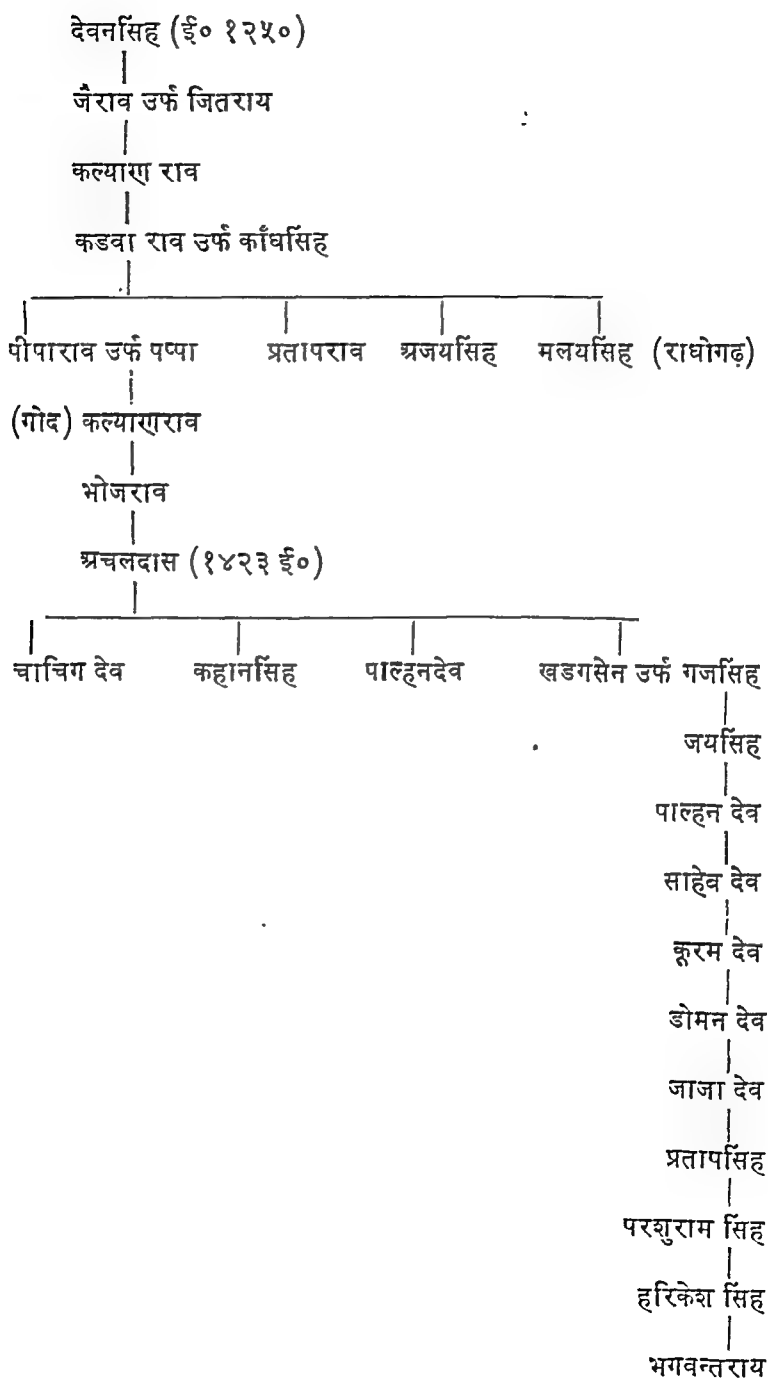 देवनसिंह (ई० १२५०)
जैराव उर्फ जितराय
कल्याण राव
कडवा राव उर्फ काँधसिंह
पीपाराव उर्फ पप्पा प्रतापराव अजयसिंह मलयसिंह (राघोगढ़)
(गोद) कल्याणराव
भोजराव
अचलदास (१४२३ ई०)
चाचिग देव कहानसिंह पाल्हनदेव खडगसेन उर्फ गजसिंह
जयसिंह
पाल्हन देव
साहेव देव
कूरम देव
डोमन देव
जाजा देव
प्रतापसिंह
परशुराम सिंह
हरिकेश सिंह
भगवन्तराय